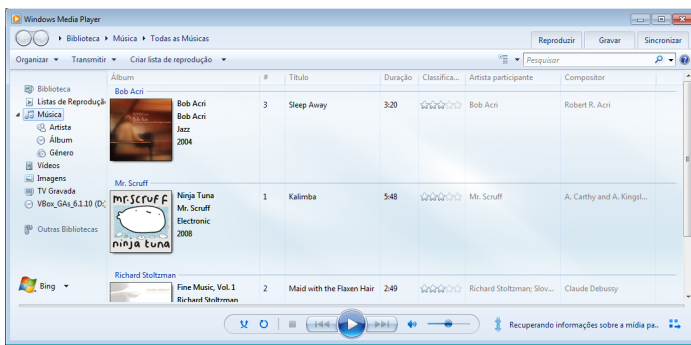 Windows Media Player
Biblioteca Música Todas as Músicas
Reproduzir Gravar Sincronizar
Organizar Transmitir Criar lista de reprodução Pesquisar
Álbum # Título Duração Classifica... Artista participante Compositor
Biblioteca
Listas de Reproduçã
Música
Artista
Álbum
Gênero
Vídeos
Imagens
TV Gravada
VBox_GAs_6.1.10 (D:)
Outras Bibliotecas
Bing
Bob Acri
Bob Acri 3 Sleep Away 3:20 Bob Acri Robert R. Acri
Bob Acri
Jazz
2004
Mr. Scruff
mr.scruff
ninja tuna
Ninja Tuna 1 Kalimba 5:48 Mr. Scruff A. Carthy and A. Kingsl...
Mr. Scruff
Electronic
2008
Richard Stoltzman
Fine Music, Vol. 1 2 Maid with the Flaxen Hair 2:49 Richard Stoltzman; Slov... Claude Debussy
Richard Stoltzman
Recuperando informações sobre a mídia pa..